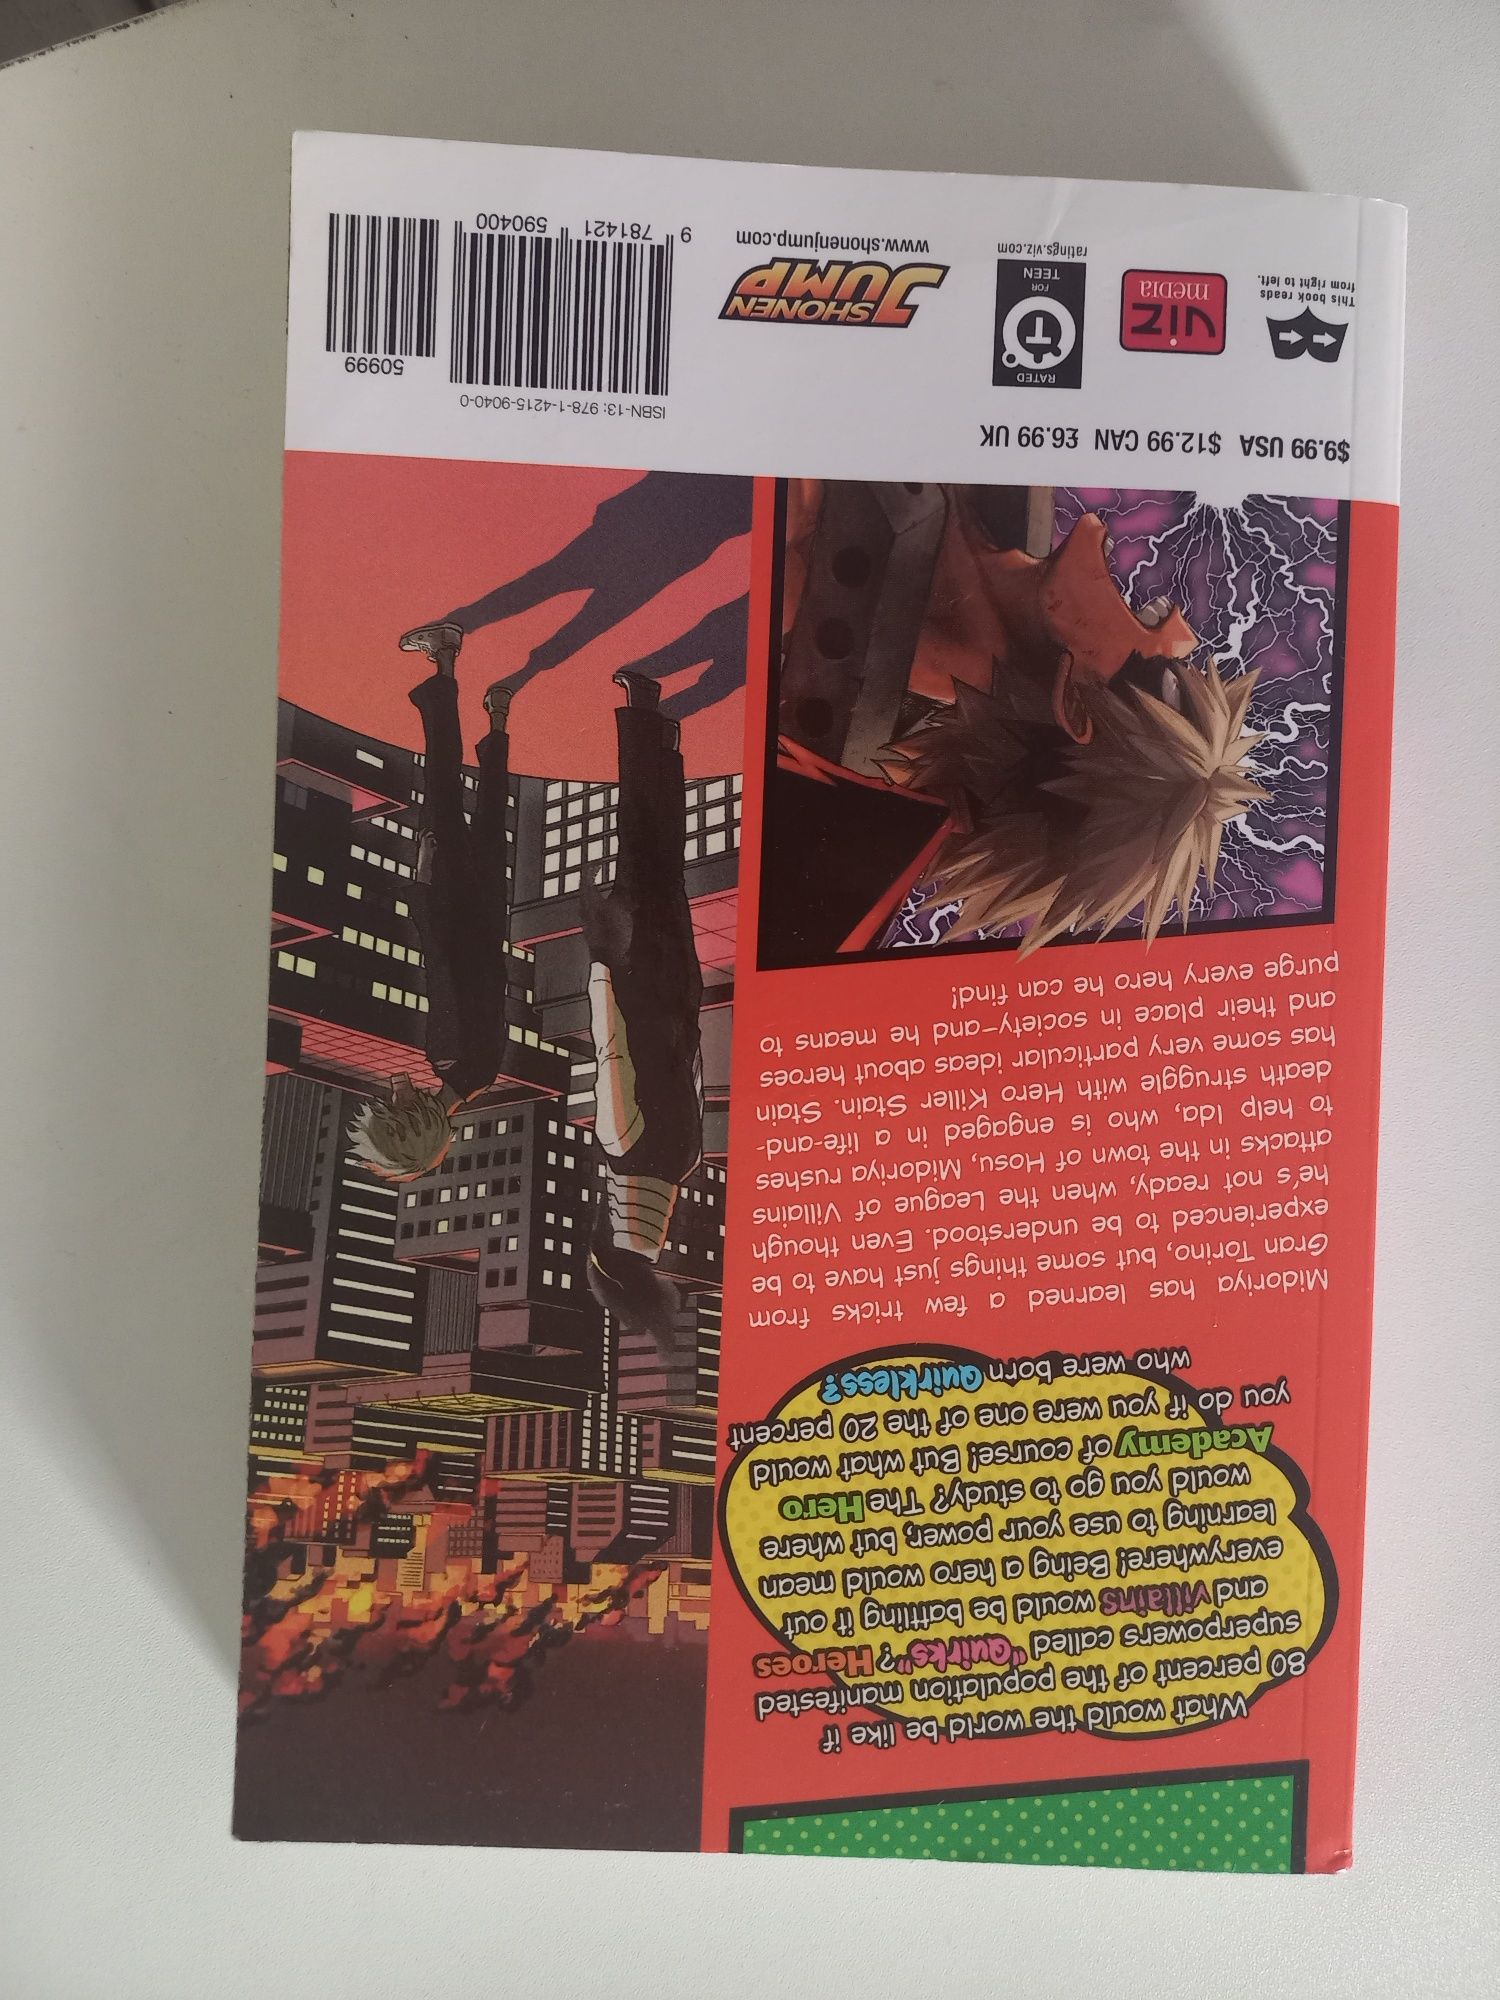 What would the world be like if
80 percent of the population manifested
superpowers called "Quirks"? Heroes
and villains would be battling it out
everywhere! Being a hero would mean
learning to use your power, but where
would you go to study? The Hero
Academy of course! But what would
you do if you were one of the 20 percent
who were born Quirkless?
Midoriya has learned a few tricks from
Gran Torino, but some things just have to be
experienced to be understood. Even though
he's not ready, when the League of Villains
attacks in the town of Hosu, Midoriya rushes
to help Ida, who is engaged in a life-and-
death struggle with Hero Killer Stain. Stain
has some very particular ideas about heroes
and their place in society—and he means to
purge every hero he can find!
$9.99 USA $12.99 CAN £6.99 UK
This book reads
from right to left.
VIZ
MEDIA
RATED
T
FOR
TEEN
ratings.viz.com
SHONEN
JUMP
www.shonenjump.com
ISBN-13: 978-1-4215-9040-0
50999
9 781421 590400